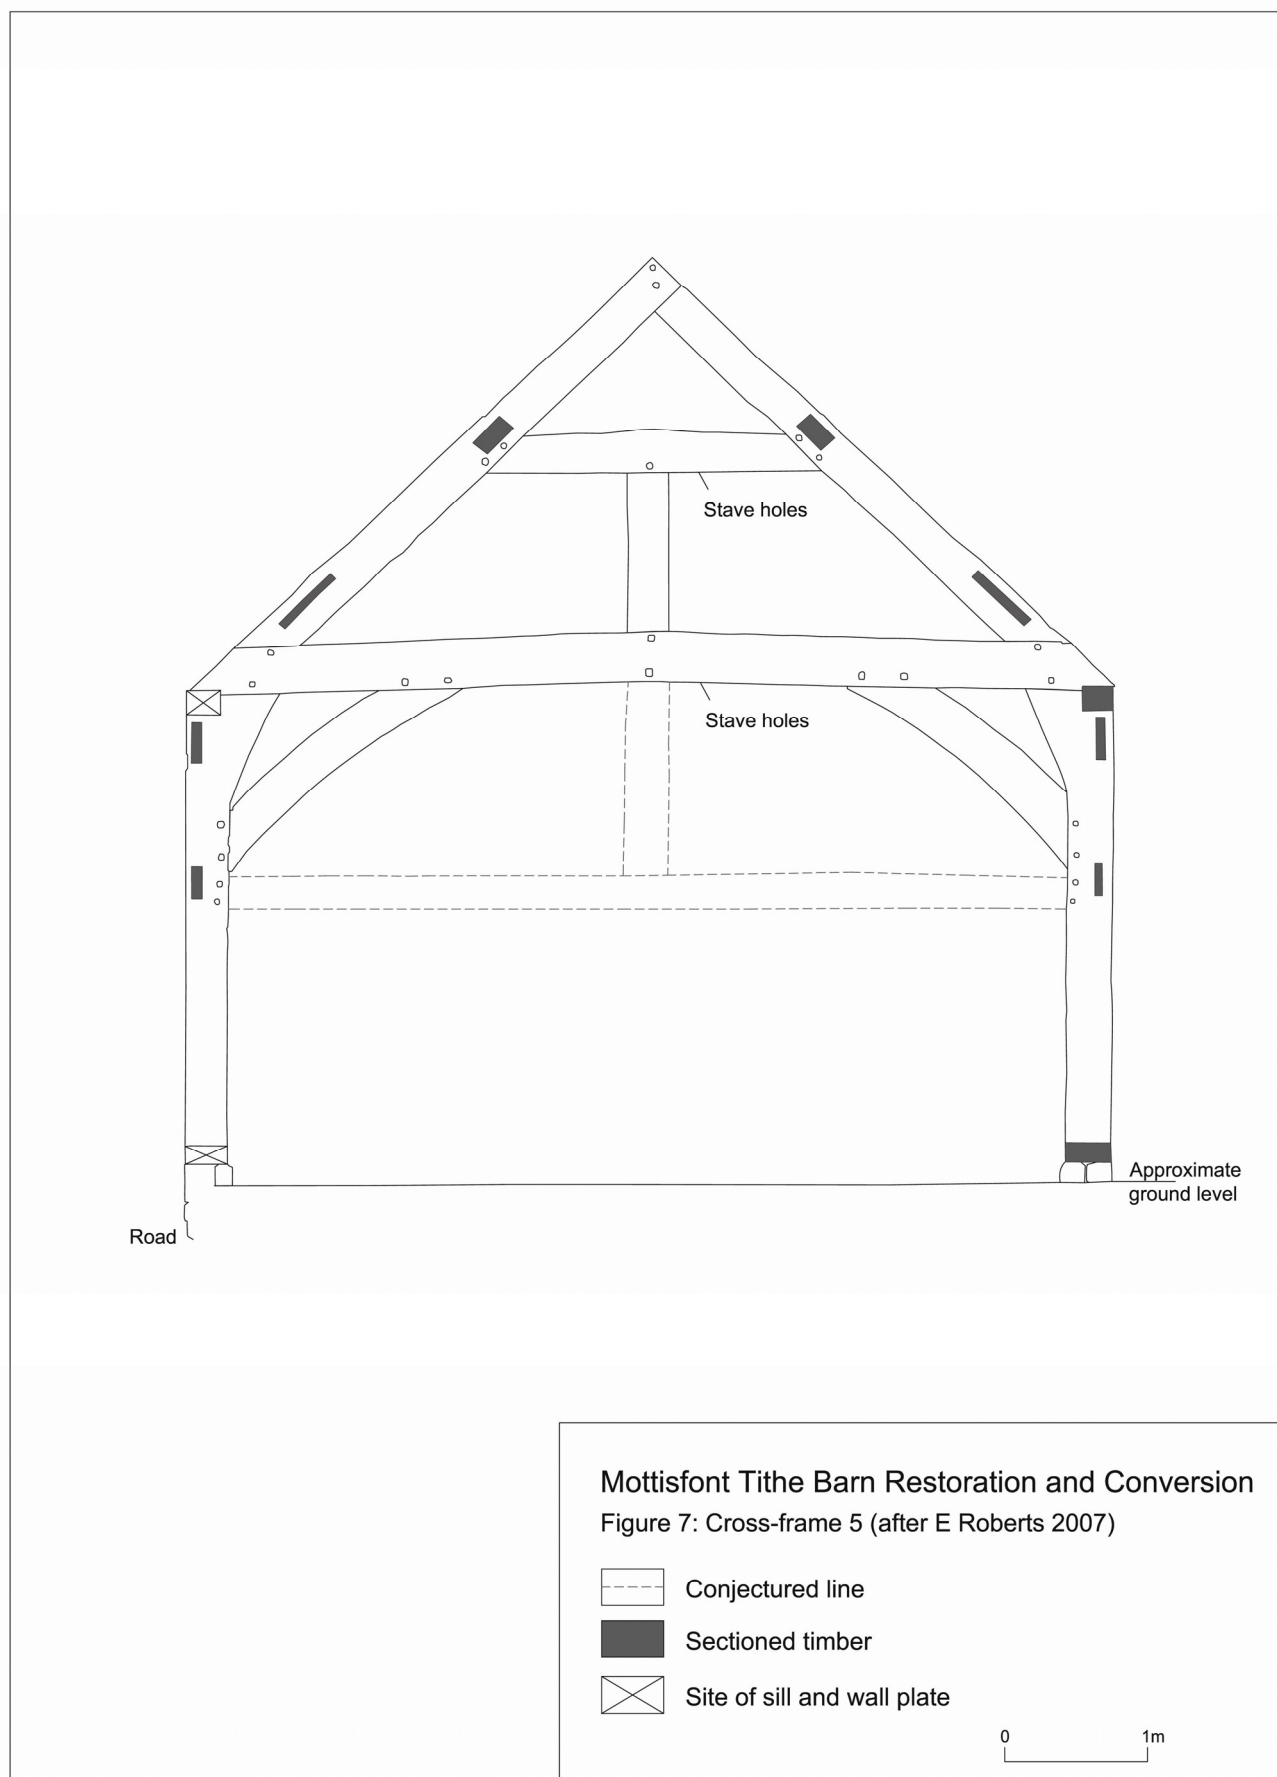 Stave holes
Stave holes
Approximate
ground level
Road
Mottisfont Tithe Barn Restoration and Conversion
Figure 7: Cross-frame 5 (after E Roberts 2007)
Conjectured line
Sectioned timber
Site of sill and wall plate
0 1m